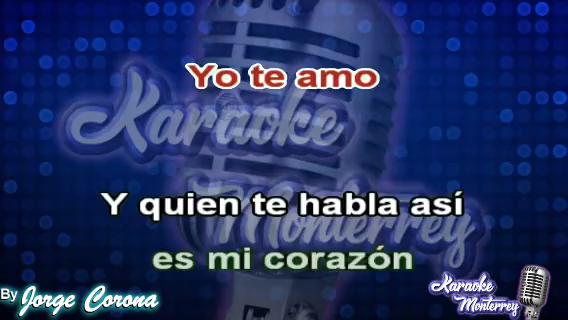 Yo te amo
Karaoke
Monterrey
Y quien te habla así
es mi corazón
By Jorge Corona
Karaoke
Monterrey